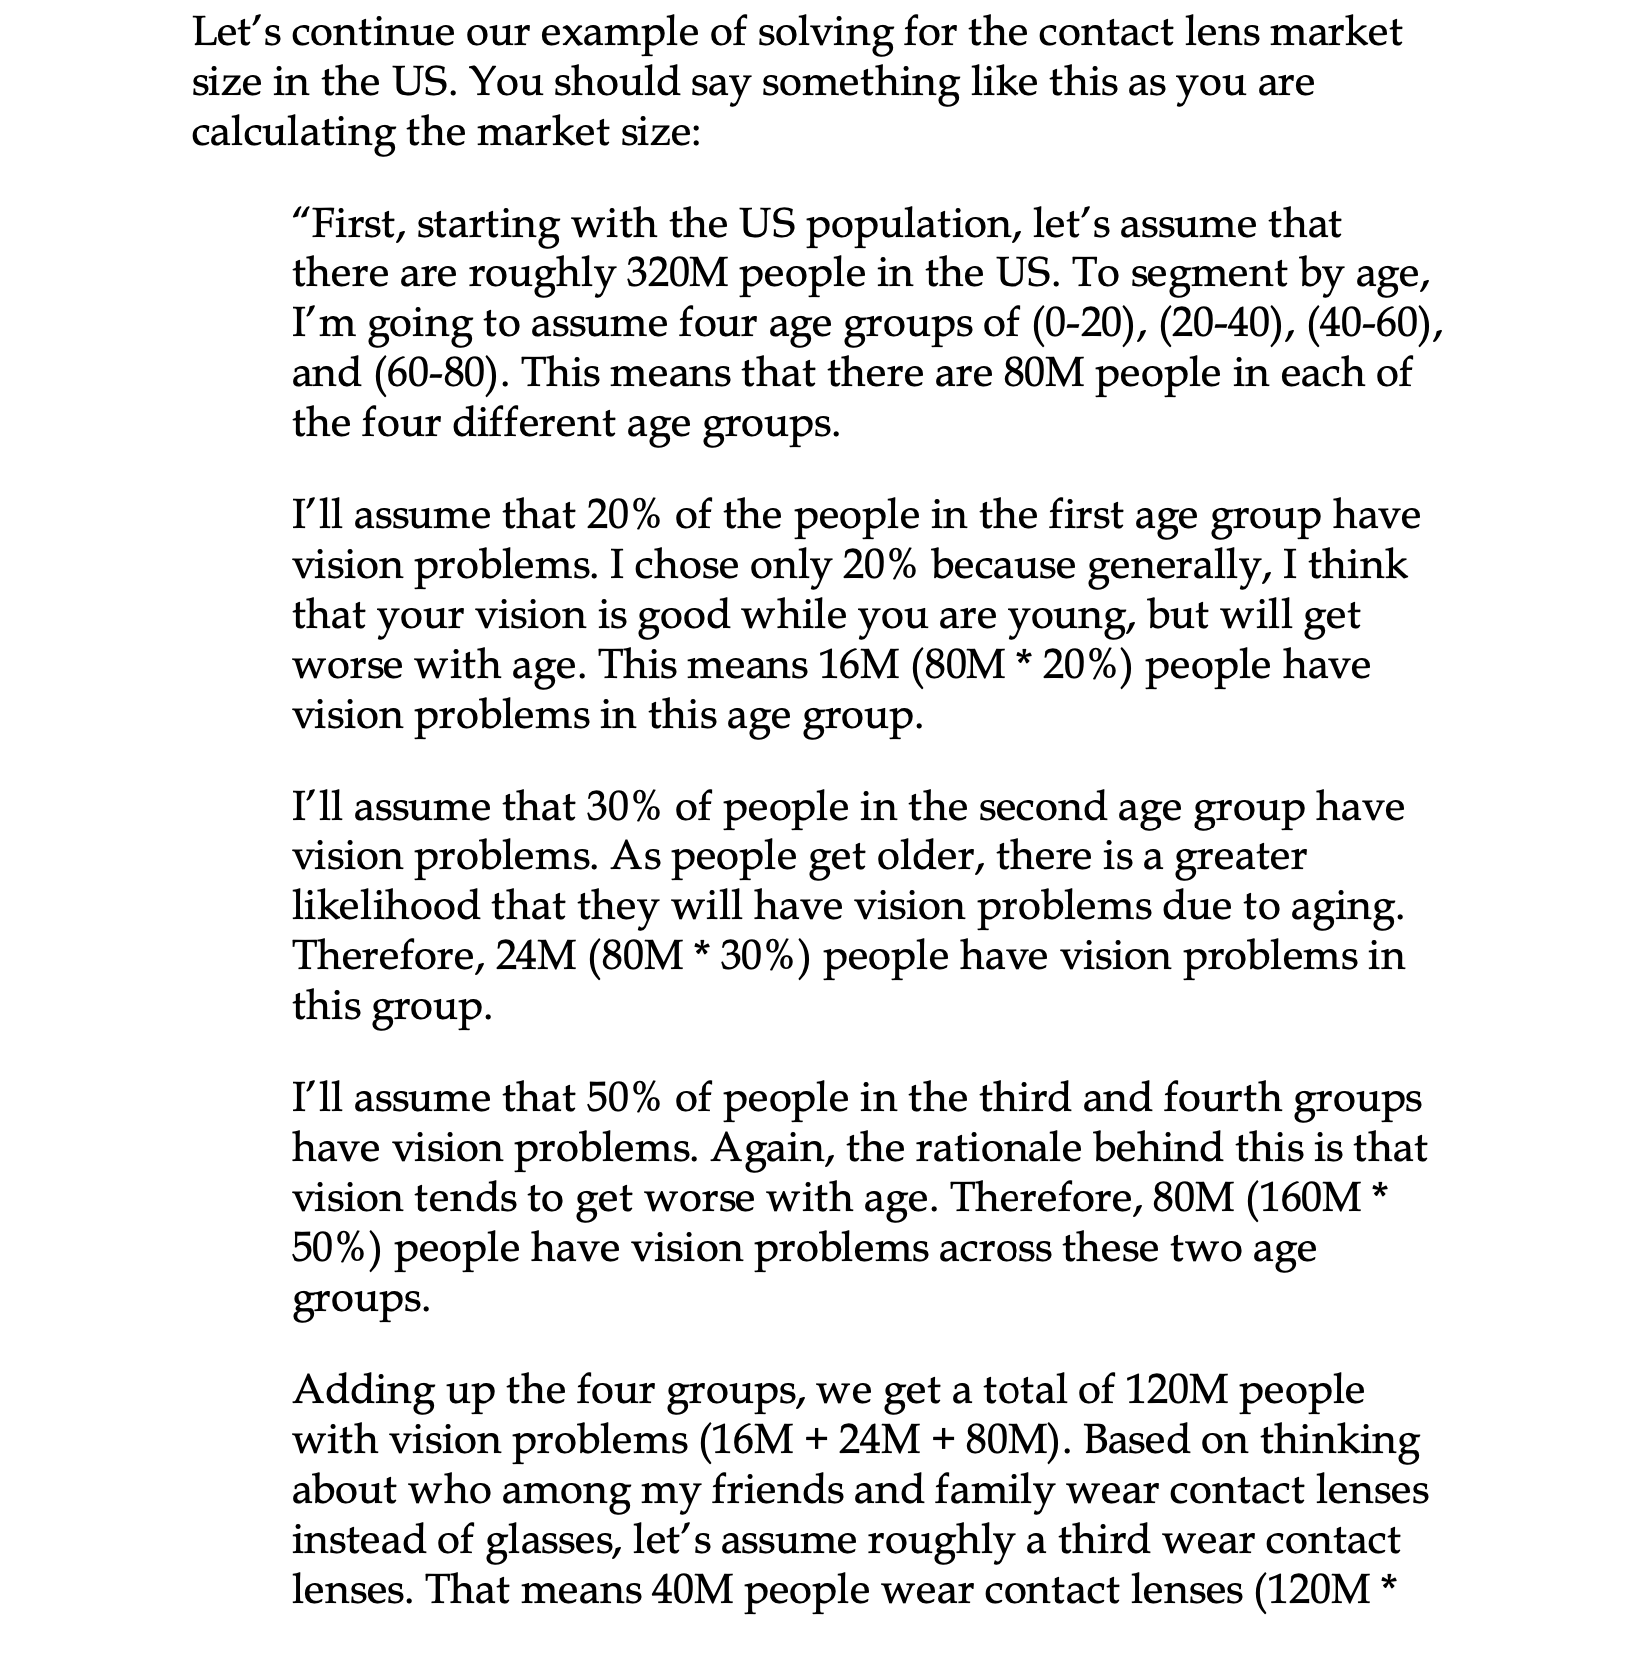 Let’s continue our example of solving for the contact lens market
size in the US. You should say something like this as you are
calculating the market size:
“First, starting with the US population, let’s assume that
there are roughly 320M people in the US. To segment by age,
I’m going to assume four age groups of (0-20), (20-40), (40-60),
and (60-80). This means that there are 80M people in each of
the four different age groups.
I’ll assume that 20% of the people in the first age group have
vision problems. I chose only 20% because generally, I think
that your vision is good while you are young, but will get
worse with age. This means 16M (80M * 20%) people have
vision problems in this age group.
I’ll assume that 30% of people in the second age group have
vision problems. As people get older, there is a greater
likelihood that they will have vision problems due to aging.
Therefore, 24M (80M * 30%) people have vision problems in
this group.
I’ll assume that 50% of people in the third and fourth groups
have vision problems. Again, the rationale behind this is that
vision tends to get worse with age. Therefore, 80M (160M *
50%) people have vision problems across these two age
groups.
Adding up the four groups, we get a total of 120M people
with vision problems (16M + 24M + 80M). Based on thinking
about who among my friends and family wear contact lenses
instead of glasses, let’s assume roughly a third wear contact
lenses. That means 40M people wear contact lenses (120M *